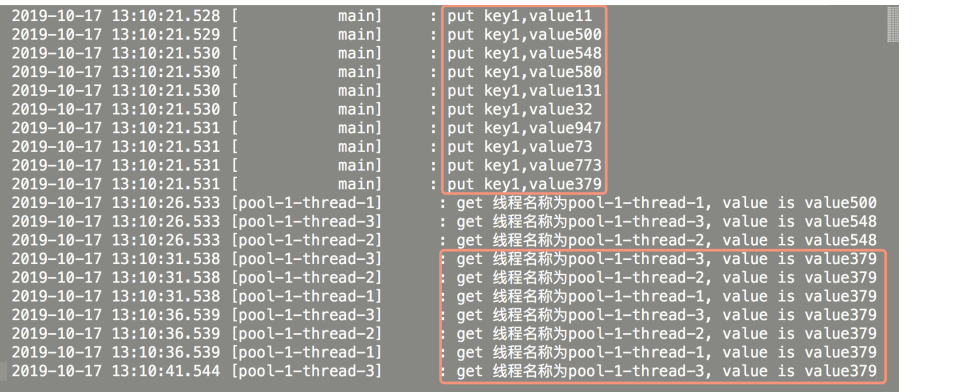 2019-10-17 13:10:21.528 [           main]     : put key1,value11
2019-10-17 13:10:21.529 [           main]     : put key1,value500
2019-10-17 13:10:21.530 [           main]     : put key1,value548
2019-10-17 13:10:21.530 [           main]     : put key1,value580
2019-10-17 13:10:21.530 [           main]     : put key1,value131
2019-10-17 13:10:21.530 [           main]     : put key1,value32
2019-10-17 13:10:21.531 [           main]     : put key1,value947
2019-10-17 13:10:21.531 [           main]     : put key1,value73
2019-10-17 13:10:21.531 [           main]     : put key1,value773
2019-10-17 13:10:21.531 [           main]     : put key1,value379
2019-10-17 13:10:26.533 [pool-1-thread-1]      : get 线程名称为pool-1-thread-1, value is value500
2019-10-17 13:10:26.533 [pool-1-thread-3]      : get 线程名称为pool-1-thread-3, value is value548
2019-10-17 13:10:26.533 [pool-1-thread-2]      : get 线程名称为pool-1-thread-2, value is value548
2019-10-17 13:10:31.538 [pool-1-thread-3]      : get 线程名称为pool-1-thread-3, value is value379
2019-10-17 13:10:31.538 [pool-1-thread-2]      : get 线程名称为pool-1-thread-2, value is value379
2019-10-17 13:10:31.538 [pool-1-thread-1]      : get 线程名称为pool-1-thread-1, value is value379
2019-10-17 13:10:36.539 [pool-1-thread-3]      : get 线程名称为pool-1-thread-3, value is value379
2019-10-17 13:10:36.539 [pool-1-thread-2]      : get 线程名称为pool-1-thread-2, value is value379
2019-10-17 13:10:36.539 [pool-1-thread-1]      : get 线程名称为pool-1-thread-1, value is value379
2019-10-17 13:10:41.544 [pool-1-thread-3]      : get 线程名称为pool-1-thread-3, value is value379